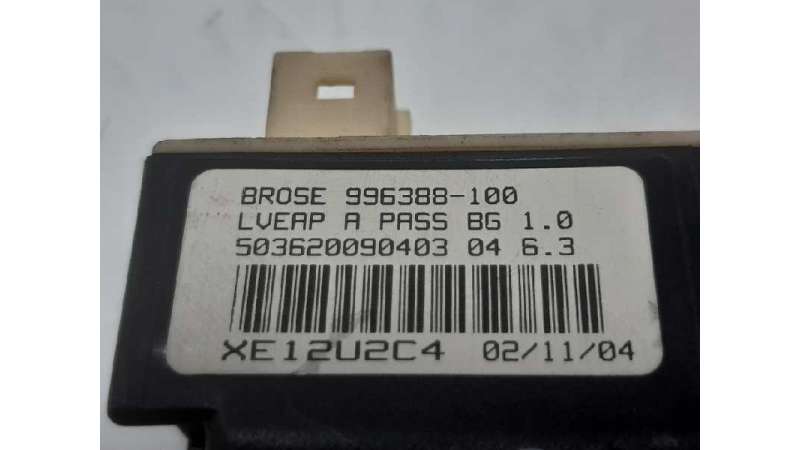 BROSE 996388-100
LVEAP A PASS BG 1.0
503620090403 04 6.3
XE12U2C4 02/11/04